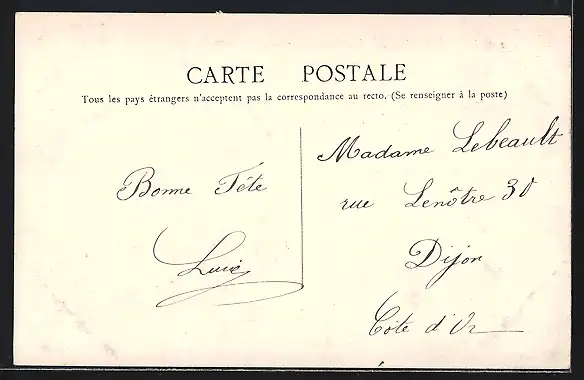 CARTE POSTALE
Tous les pays étrangers n'acceptent pas la correspondance au recto. (Se renseigner à la poste)
Bonne Fête
Luis
Madame Lebeault
rue Lenôtre 30
Dijon
Côte d'Or